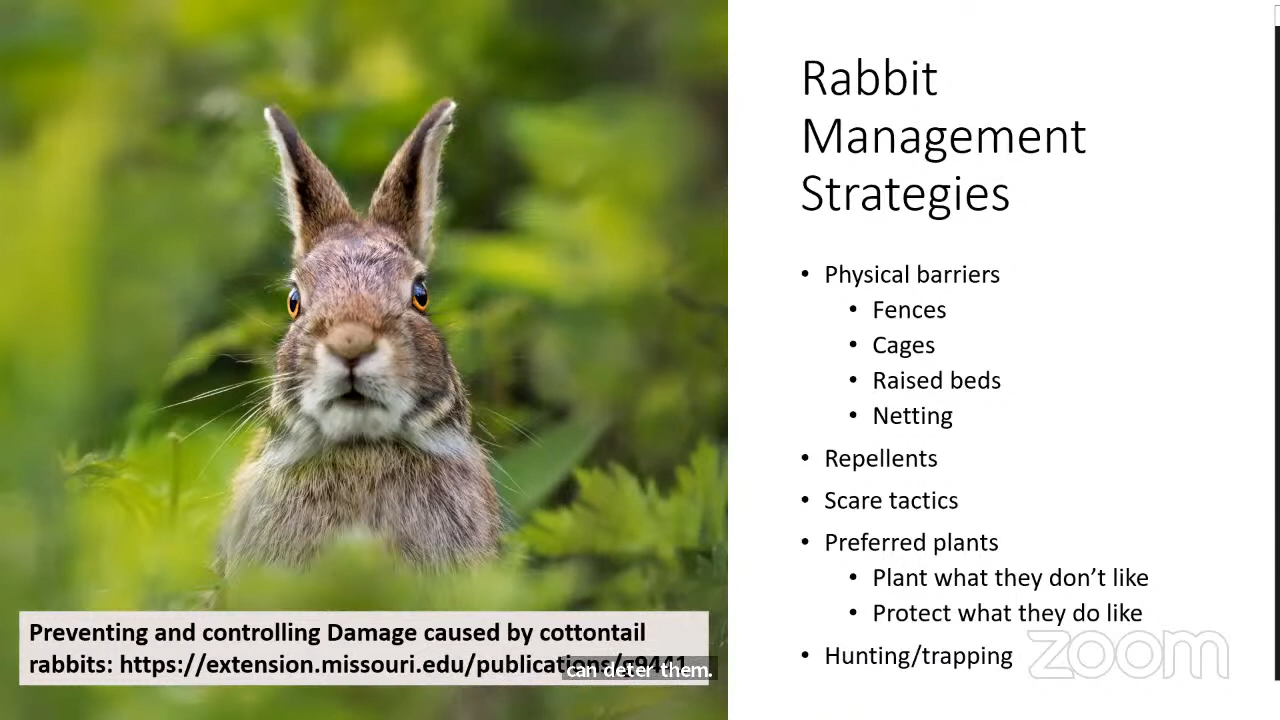 Rabbit
Management
Strategies
• Physical barriers
• Fences
• Cages
• Raised beds
• Netting
• Repellents
• Scare tactics
• Preferred plants
• Plant what they don’t like
• Protect what they do like
• Hunting/trapping
zoom
Preventing and controlling Damage caused by cottontail
rabbits: https://extension.missouri.edu/publications/g9441
can deter them.